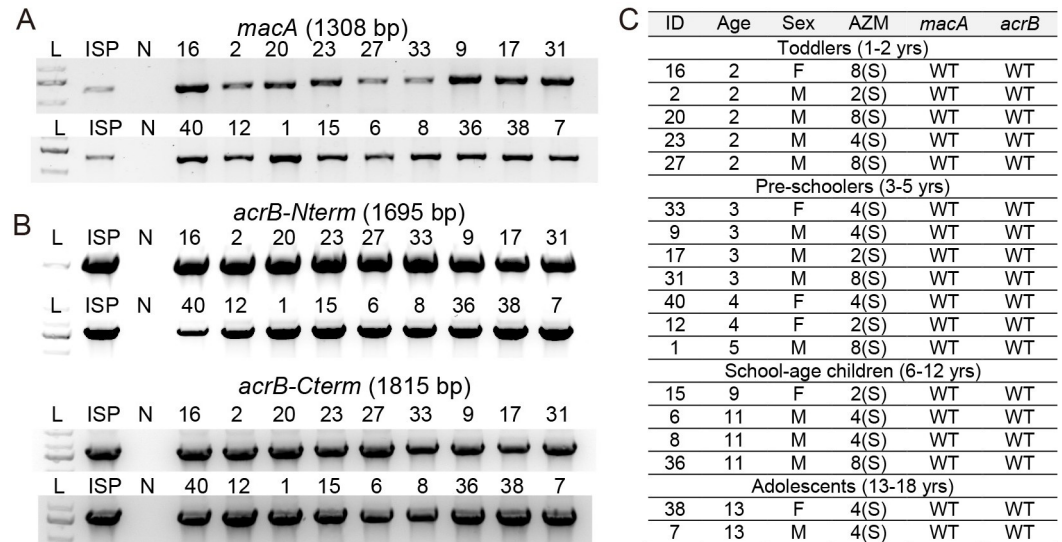 A
macA (1308 bp)
L ISP N 16 2 20 23 27 33 9 17 31
L ISP N 40 12 1 15 6 8 36 38 7
B
acrB-Nterm (1695 bp)
L ISP N 16 2 20 23 27 33 9 17 31
L ISP N 40 12 1 15 6 8 36 38 7
acrB-Cterm (1815 bp)
L ISP N 16 2 20 23 27 33 9 17 31
L ISP N 40 12 1 15 6 8 36 38 7
C
ID Age Sex AZM macA acrB
Toddlers (1-2 yrs)
16 2 F 8(S) WT WT
2 2 M 2(S) WT WT
20 2 M 8(S) WT WT
23 2 M 4(S) WT WT
27 2 M 8(S) WT WT
Pre-schoolers (3-5 yrs)
33 3 F 4(S) WT WT
9 3 M 4(S) WT WT
17 3 M 2(S) WT WT
31 3 M 8(S) WT WT
40 4 F 4(S) WT WT
12 4 F 2(S) WT WT
1 5 M 8(S) WT WT
School-age children (6-12 yrs)
15 9 F 2(S) WT WT
6 11 M 4(S) WT WT
8 11 M 4(S) WT WT
36 11 M 8(S) WT WT
Adolescents (13-18 yrs)
38 13 F 4(S) WT WT
7 13 M 4(S) WT WT